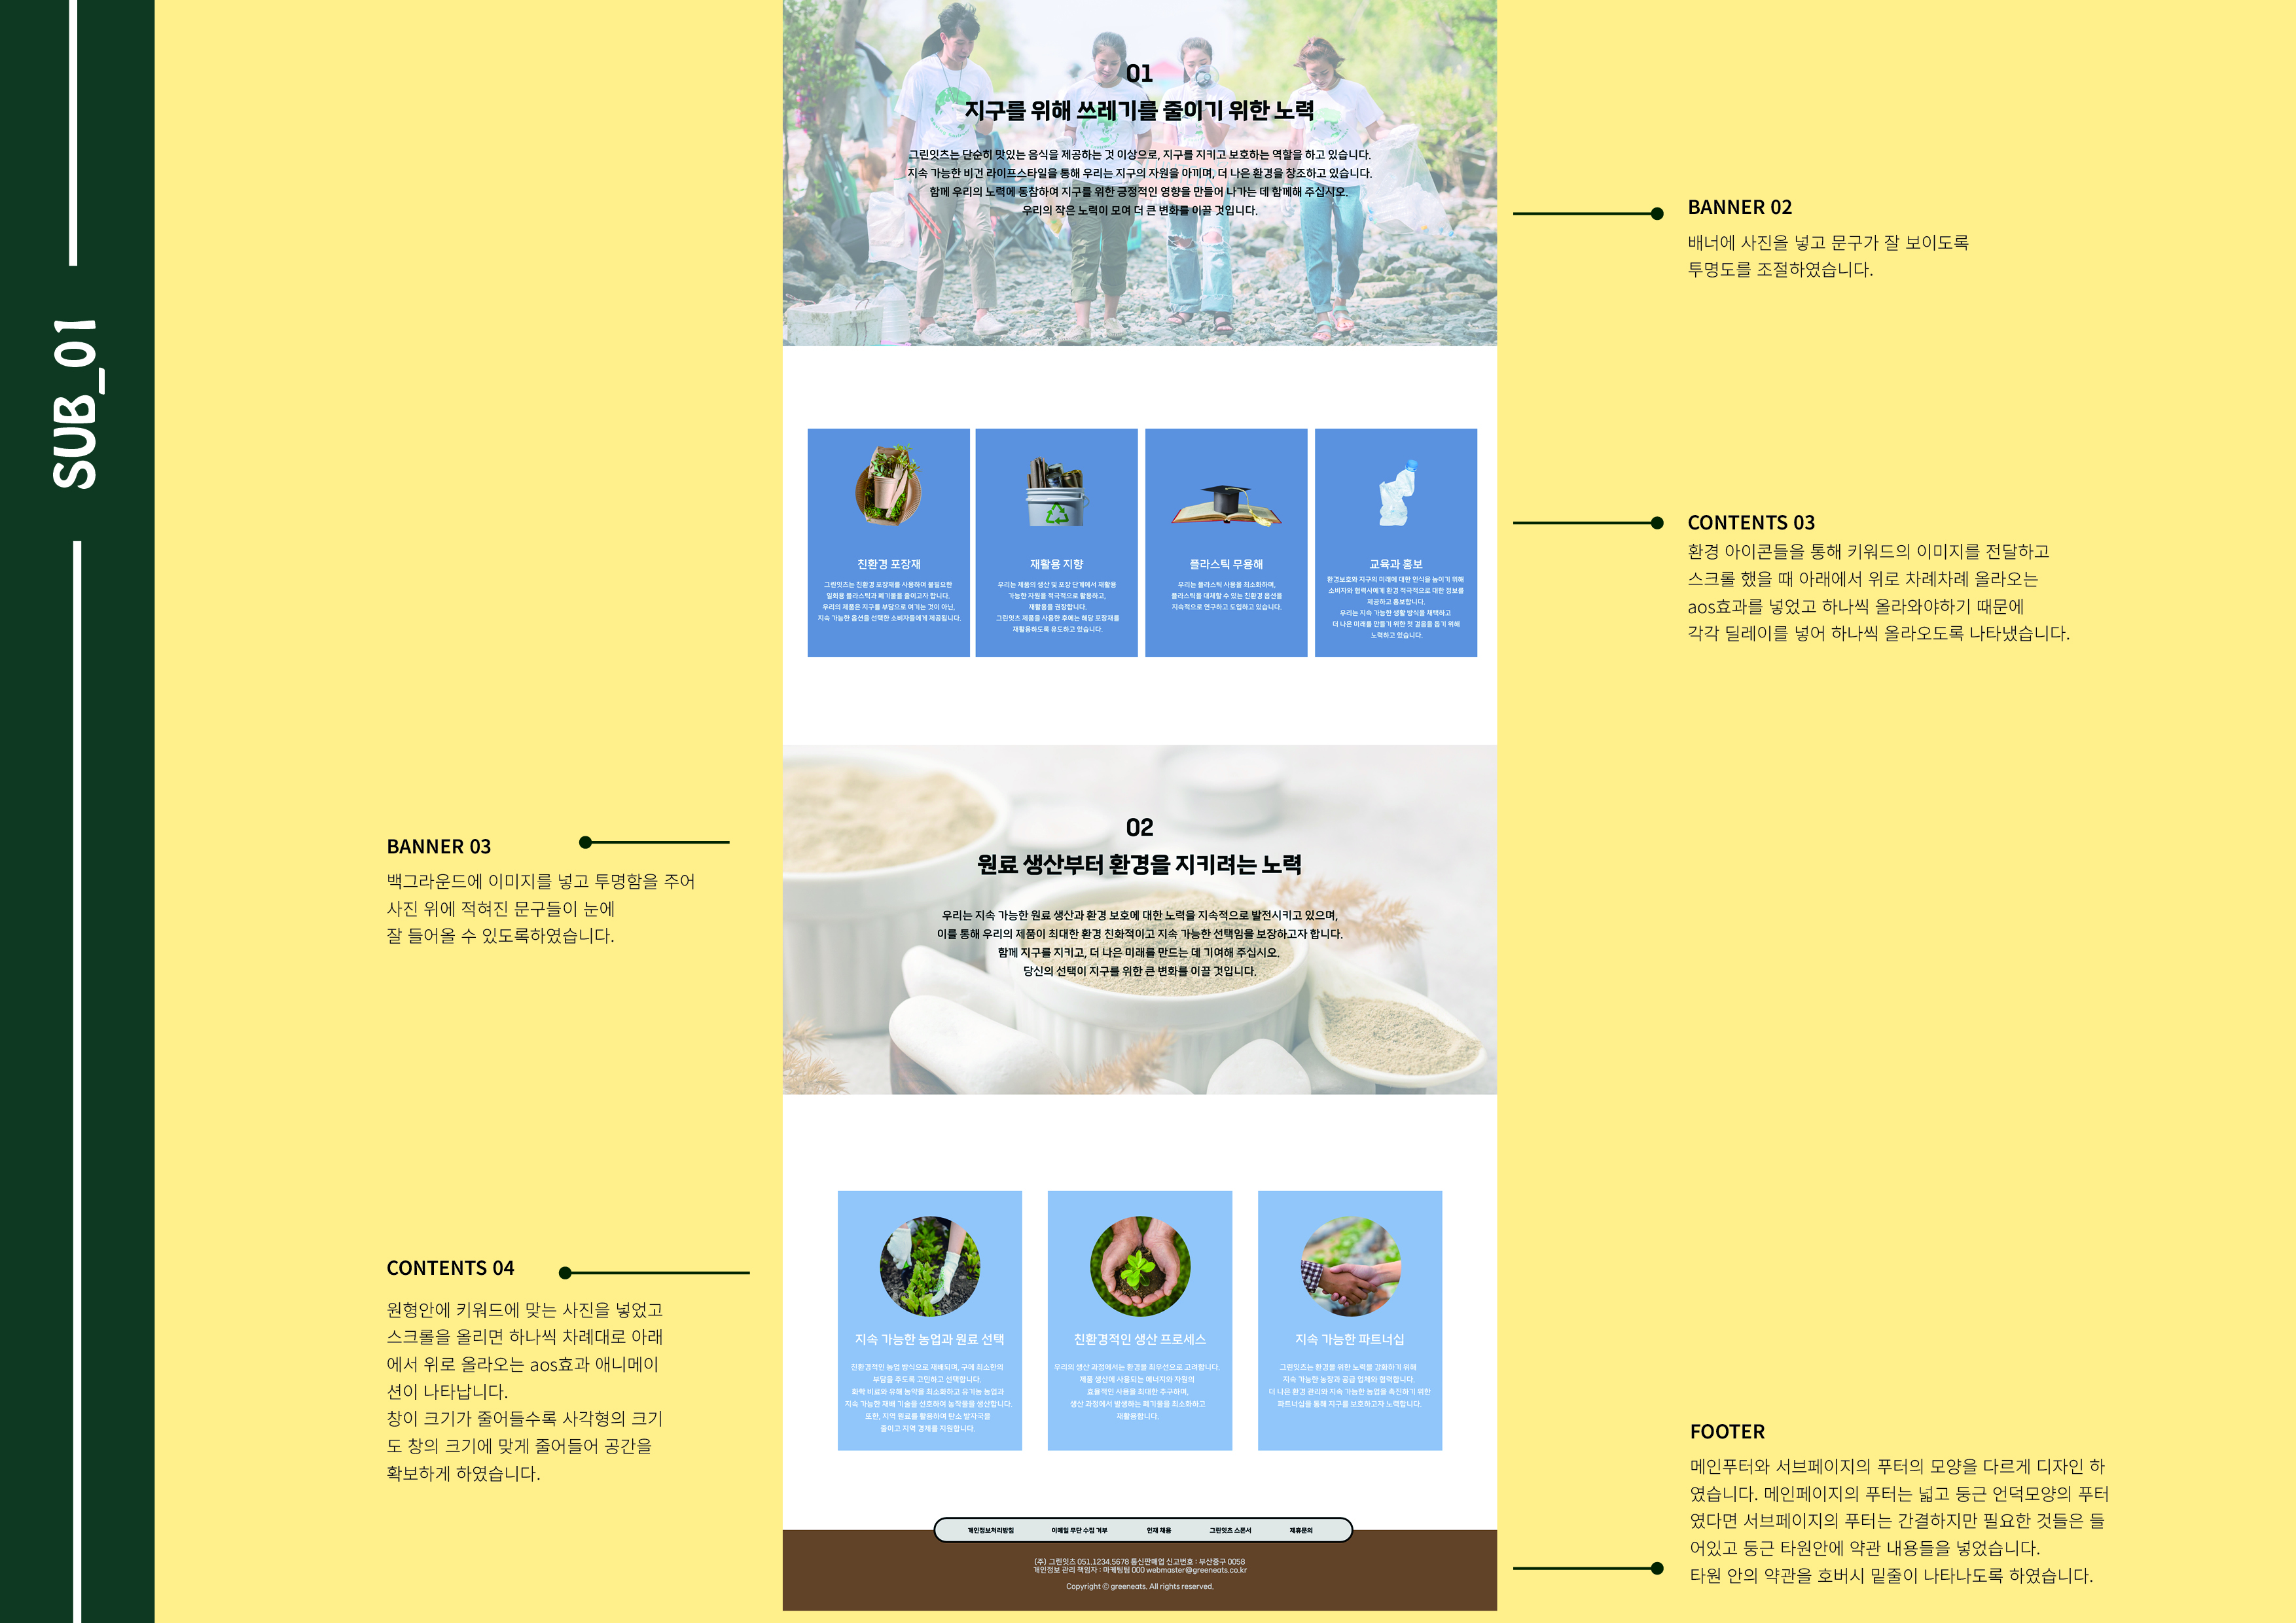 SUB_01
01
지구를 위해 쓰레기를 줄이기 위한 노력
그린잇츠는 단순히 맛있는 음식을 제공하는 것 이상으로, 지구를 지키고 보호하는 역할을 하고 있습니다.
지속 가능한 비건 라이프스타일을 통해 우리는 지구의 자원을 아끼며, 더 나은 환경을 창조하고 있습니다.
함께 우리의 노력에 동참하여 지구를 위한 긍정적인 영향을 만들어 나가는 데 함께해 주십시오.
우리의 작은 노력이 모여 더 큰 변화를 이끌 것입니다.
BANNER 02
배너에 사진을 넣고 문구가 잘 보이도록
투명도를 조절하였습니다.
친환경 포장재
그린잇츠는 친환경 포장재를 사용하여 불필요한
일회용 플라스틱과 폐기물을 줄이고자 합니다.
우리의 제품은 지구를 부담으로 여기는 것이 아닌,
지속 가능한 옵션을 선택한 소비자들에게 제공됩니다.
재활용 지향
우리는 제품의 생산 및 포장 단계에서 재활용
가능한 자원을 적극적으로 활용하고,
재활용을 권장합니다.
그린잇츠 제품을 사용한 후에는 해당 포장재를
재활용하도록 유도하고 있습니다.
플라스틱 무용해
우리는 플라스틱 사용을 최소화하며,
플라스틱을 대체할 수 있는 친환경 옵션을
지속적으로 연구하고 도입하고 있습니다.
교육과 홍보
환경보호와 지구의 미래에 대한 인식을 높이기 위해
소비자와 협력사에게 환경 적극적으로 대한 정보를
제공하고 홍보합니다.
우리는 지속 가능한 생활 방식을 채택하고
더 나은 미래를 만들기 위한 첫 걸음을 돕기 위해
노력하고 있습니다.
CONTENTS 03
환경 아이콘들을 통해 키워드의 이미지를 전달하고
스크롤 했을 때 아래에서 위로 차례차례 올라오는
aos효과를 넣었고 하나씩 올라와야하기 때문에
각각 딜레이를 넣어 하나씩 올라오도록 나타냈습니다.
BANNER 03
백그라운드에 이미지를 넣고 투명함을 주어
사진 위에 적혀진 문구들이 눈에
잘 들어올 수 있도록하였습니다.
02
원료 생산부터 환경을 지키려는 노력
우리는 지속 가능한 원료 생산과 환경 보호에 대한 노력을 지속적으로 발전시키고 있으며,
이를 통해 우리의 제품이 최대한 환경 친화적이고 지속 가능한 선택임을 보장하고자 합니다.
함께 지구를 지키고, 더 나은 미래를 만드는 데 기여해 주십시오.
당신의 선택이 지구를 위한 큰 변화를 이끌 것입니다.
CONTENTS 04
원형안에 키워드에 맞는 사진을 넣었고
스크롤을 올리면 하나씩 차례대로 아래
에서 위로 올라오는 aos효과 애니메이
션이 나타납니다.
창이 크기가 줄어들수록 사각형의 크기
도 창의 크기에 맞게 줄어들어 공간을
확보하게 하였습니다.
지속 가능한 농업과 원료 선택
친환경적인 농업 방식으로 재배되며, 구에 최소한의
부담을 주도록 고민하고 선택합니다.
화학 비료와 유해 농약을 최소화하고 유기농 농업과
지속 가능한 재배 기술을 선호하여 농작물을 생산합니다.
또한, 지역 원료를 활용하여 탄소 발자국을
줄이고 지역 경제를 지원합니다.
친환경적인 생산 프로세스
우리의 생산 과정에서는 환경을 최우선으로 고려합니다.
제품 생산에 사용되는 에너지와 자원의
효율적인 사용을 최대한 추구하며,
생산 과정에서 발생하는 폐기물을 최소화하고
재활용합니다.
지속 가능한 파트너십
그린잇츠는 환경을 위한 노력을 강화하기 위해
지속 가능한 농장과 공급 업체와 협력합니다.
더 나은 환경 관리와 지속 가능한 농업을 촉진하기 위한
파트너십을 통해 지구를 보호하고자 노력합니다.
FOOTER
메인푸터와 서브페이지의 푸터의 모양을 다르게 디자인 하
였습니다. 메인페이지의 푸터는 넓고 둥근 언덕모양의 푸터
였다면 서브페이지의 푸터는 간결하지만 필요한 것들은 들
어있고 둥근 타원안에 약관 내용들을 넣었습니다.
타원 안의 약관을 호버시 밑줄이 나타나도록 하였습니다.
개인정보처리방침 이메일 무단 수집 거부 인재 채용 그린잇츠 스폰서 제휴문의
(주) 그린잇츠 051.1234.5678 통신판매업 신고번호 : 부산중구 0058
개인정보 관리 책임자 : 마케팅팀 000 webmaster@greeneats.co.kr
Copyright © greeneats. All rights reserved.